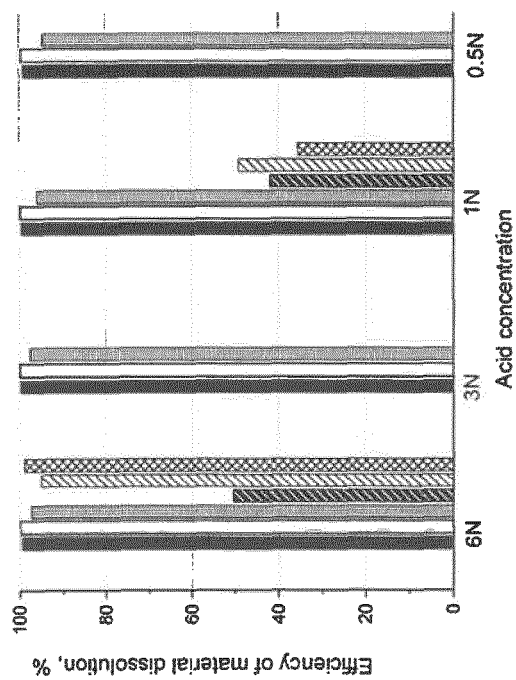 Efficiency of material dissolution, %
100
80
60
40
20
0
6N
3N
1N
0.5N
Acid concentration